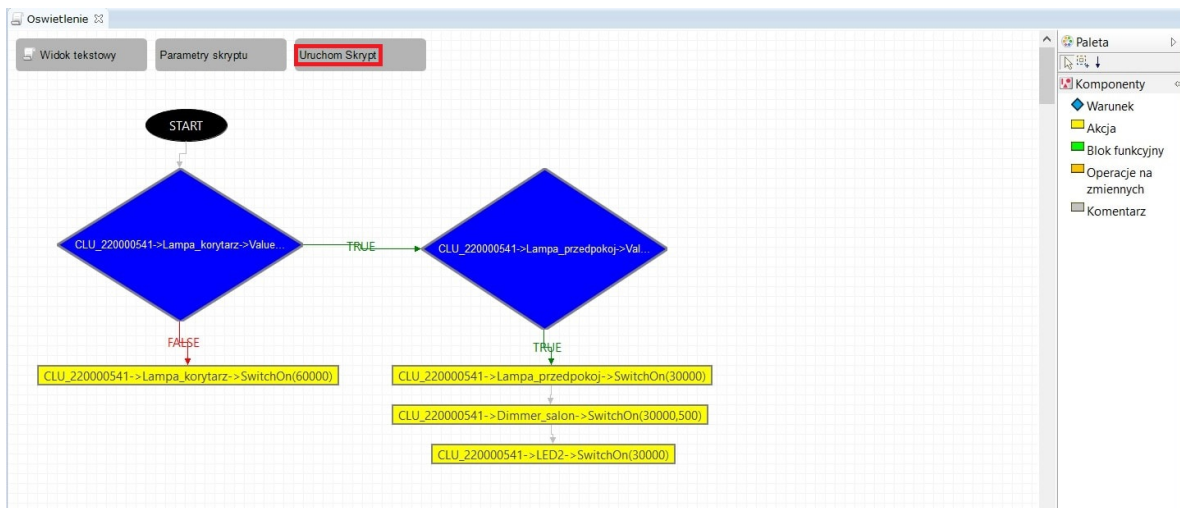 Oswietlenie
Widok tekstowy
Parametry skryptu
Uruchom Skrypt
START
CLU_220000541->Lampa_korytarz->Value...
TRUE
CLU_220000541->Lampa_przedpokoj->Val...
FALSE
TRUE
CLU_220000541->Lampa_korytarz->SwitchOn(60000)
CLU_220000541->Lampa_przedpokoj->SwitchOn(30000)
CLU_220000541->Dimmer_salon->SwitchOn(30000,500)
CLU_220000541->LED2->SwitchOn(30000)
Paleta
Komponenty
Warunek
Akcja
Blok funkcyjny
Operacje na
zmiennych
Komentarz